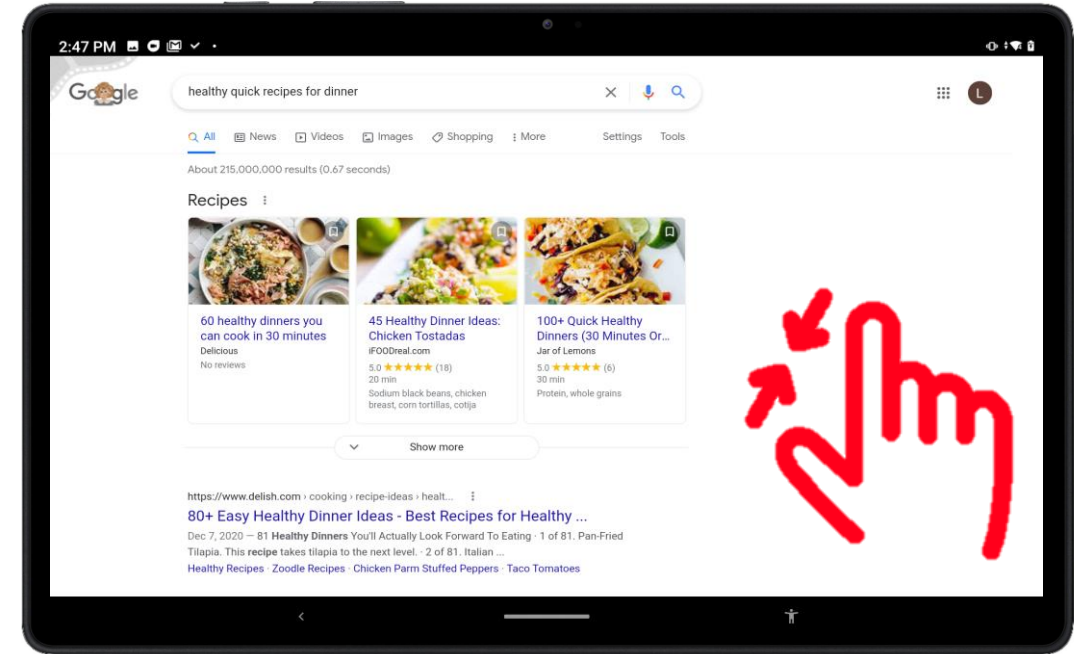 2:47 PM
Google
healthy quick recipes for dinner
L
All News Videos Images Shopping More Settings Tools
About 215,000,000 results (0.67 seconds)
Recipes
60 healthy dinners you
can cook in 30 minutes
Delicious
No reviews
45 Healthy Dinner Ideas:
Chicken Tostadas
iFOODreal.com
5.0 ★★★★★ (18)
20 min
Sodium black beans, chicken
breast, corn tortillas, cotija
100+ Quick Healthy
Dinners (30 Minutes Or...
Jar of Lemons
5.0 ★★★★★ (6)
30 min
Protein, whole grains
Show more
https://www.delish.com › cooking › recipe-ideas › healt...
80+ Easy Healthy Dinner Ideas - Best Recipes for Healthy ...
Dec 7, 2020 — 81 Healthy Dinners You'll Actually Look Forward To Eating · 1 of 81. Pan-Fried
Tilapia. This recipe takes tilapia to the next level. · 2 of 81. Italian ...
Healthy Recipes · Zoodle Recipes · Chicken Parm Stuffed Peppers · Taco Tomatoes